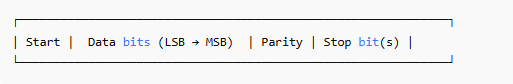 | Start |  Data bits (LSB → MSB)  | Parity | Stop bit(s) |